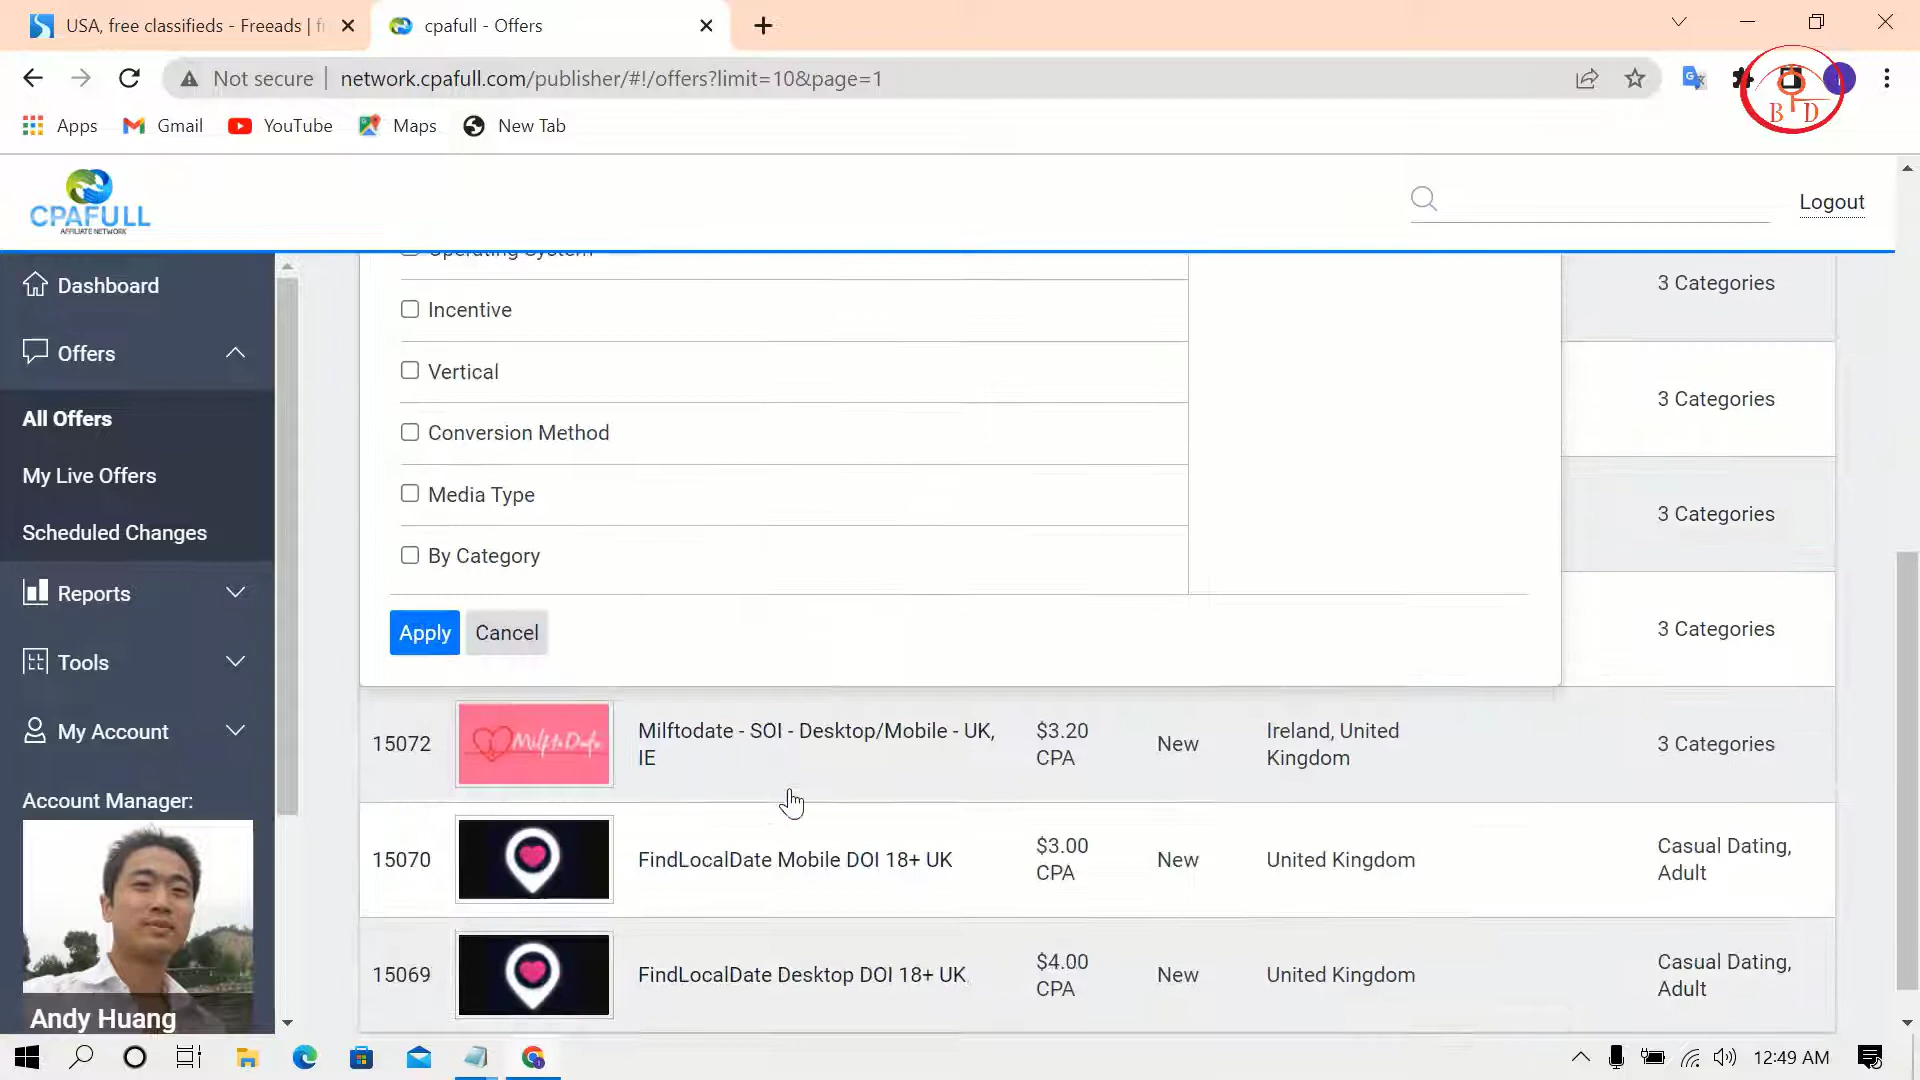 USA, free classifieds - Freeads |
cpafull - Offers
Not secure
network.cpafull.com/publisher/#!/offers?limit=10&page=1
Apps
Gmail
YouTube
Maps
New Tab
B D
CPAFULL
AFFILIATE NETWORK
Logout
Dashboard
Offers
All Offers
My Live Offers
Scheduled Changes
Reports
Tools
My Account
Account Manager:
Andy Huang
Operating System
Incentive
Vertical
Conversion Method
Media Type
By Category
Apply
Cancel
3 Categories
3 Categories
3 Categories
3 Categories
15072
Milf to Date
Milftodate - SOI - Desktop/Mobile - UK,
IE
$3.20
CPA
New
Ireland, United
Kingdom
3 Categories
15070
FindLocalDate Mobile DOI 18+ UK
$3.00
CPA
New
United Kingdom
Casual Dating,
Adult
15069
FindLocalDate Desktop DOI 18+ UK
$4.00
CPA
New
United Kingdom
Casual Dating,
Adult
12:49 AM